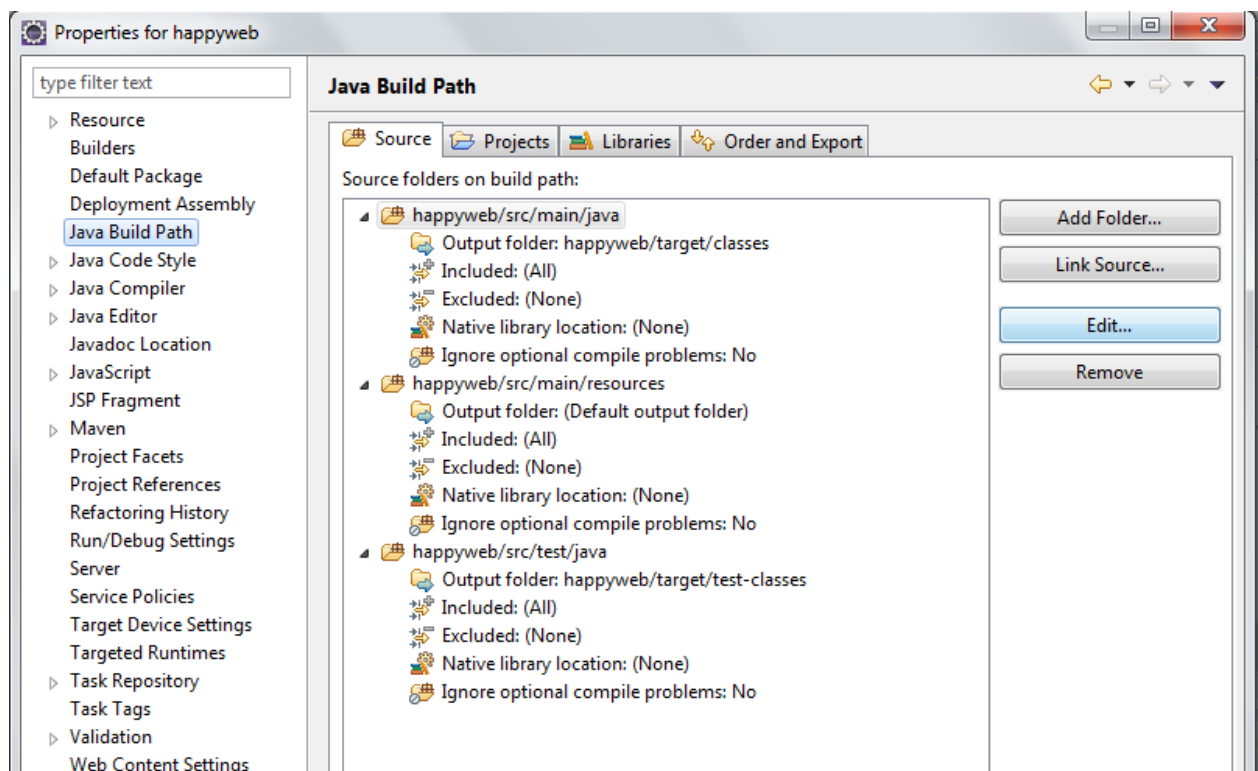 Properties for happyweb
type filter text
Resource
Builders
Default Package
Deployment Assembly
Java Build Path
Java Code Style
Java Compiler
Java Editor
Javadoc Location
JavaScript
JSP Fragment
Maven
Project Facets
Project References
Refactoring History
Run/Debug Settings
Server
Service Policies
Target Device Settings
Targeted Runtimes
Task Repository
Task Tags
Validation
Web Content Settings
Java Build Path
Source Projects Libraries Order and Export
Source folders on build path:
happyweb/src/main/java
Output folder: happyweb/target/classes
Included: (All)
Excluded: (None)
Native library location: (None)
Ignore optional compile problems: No
happyweb/src/main/resources
Output folder: (Default output folder)
Included: (All)
Excluded: (None)
Native library location: (None)
Ignore optional compile problems: No
happyweb/src/test/java
Output folder: happyweb/target/test-classes
Included: (All)
Excluded: (None)
Native library location: (None)
Ignore optional compile problems: No
Add Folder...
Link Source...
Edit...
Remove